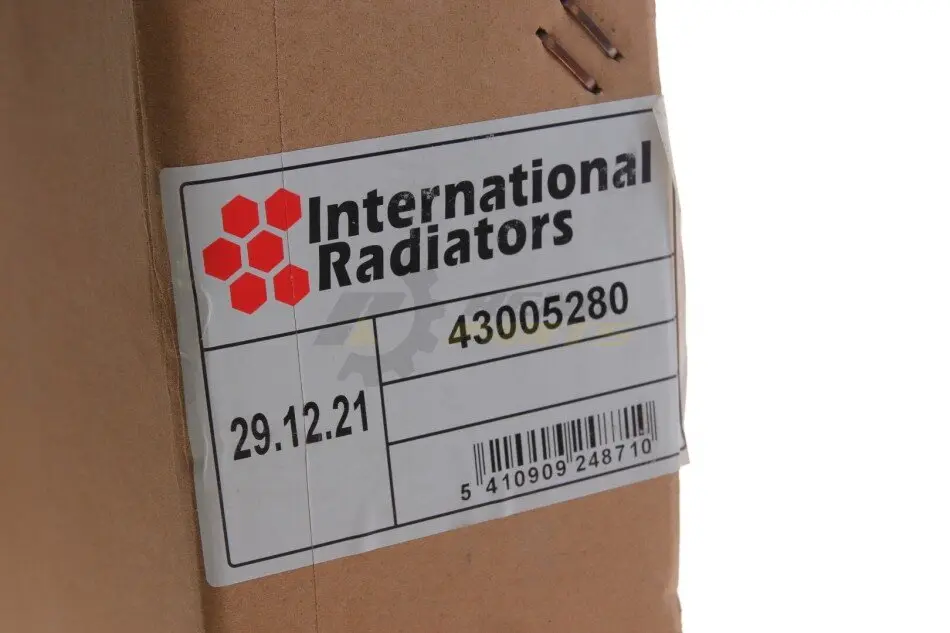 International
Radiators
43005280
29.12.21
5 410909 248710